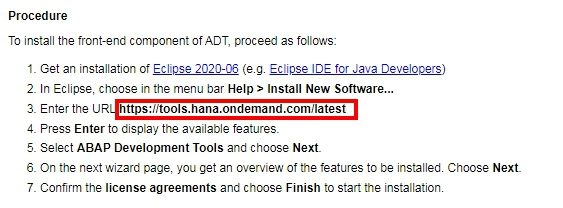 Procedure
To install the front-end component of ADT, proceed as follows:
1. Get an installation of Eclipse 2020-06 (e.g. Eclipse IDE for Java Developers)
2. In Eclipse, choose in the menu bar Help > Install New Software...
3. Enter the URL https://tools.hana.ondemand.com/latest
4. Press Enter to display the available features.
5. Select ABAP Development Tools and choose Next.
6. On the next wizard page, you get an overview of the features to be installed. Choose Next.
7. Confirm the license agreements and choose Finish to start the installation.